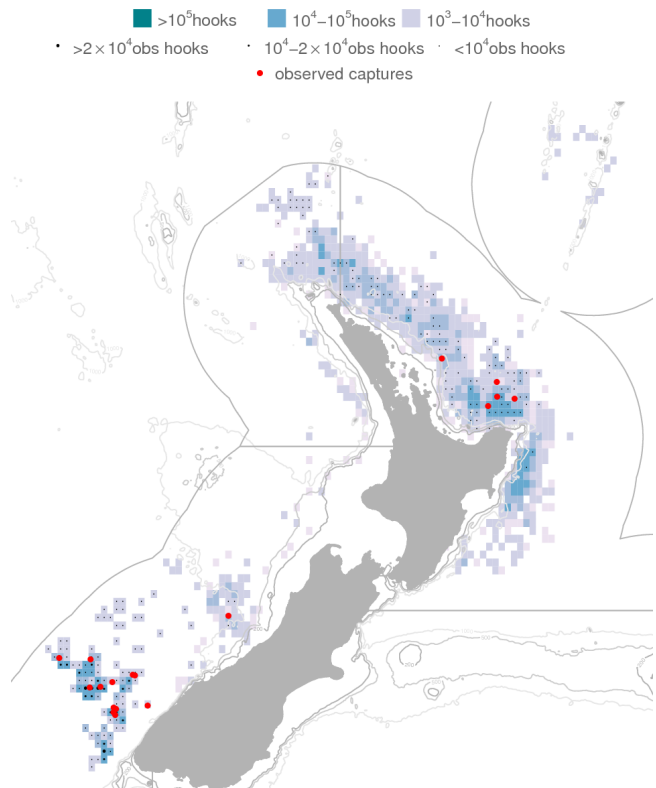 >10⁵hooks 10⁴−10⁵hooks 10³−10⁴hooks
>2×10⁴obs hooks 10⁴−2×10⁴obs hooks <10⁴obs hooks
observed captures